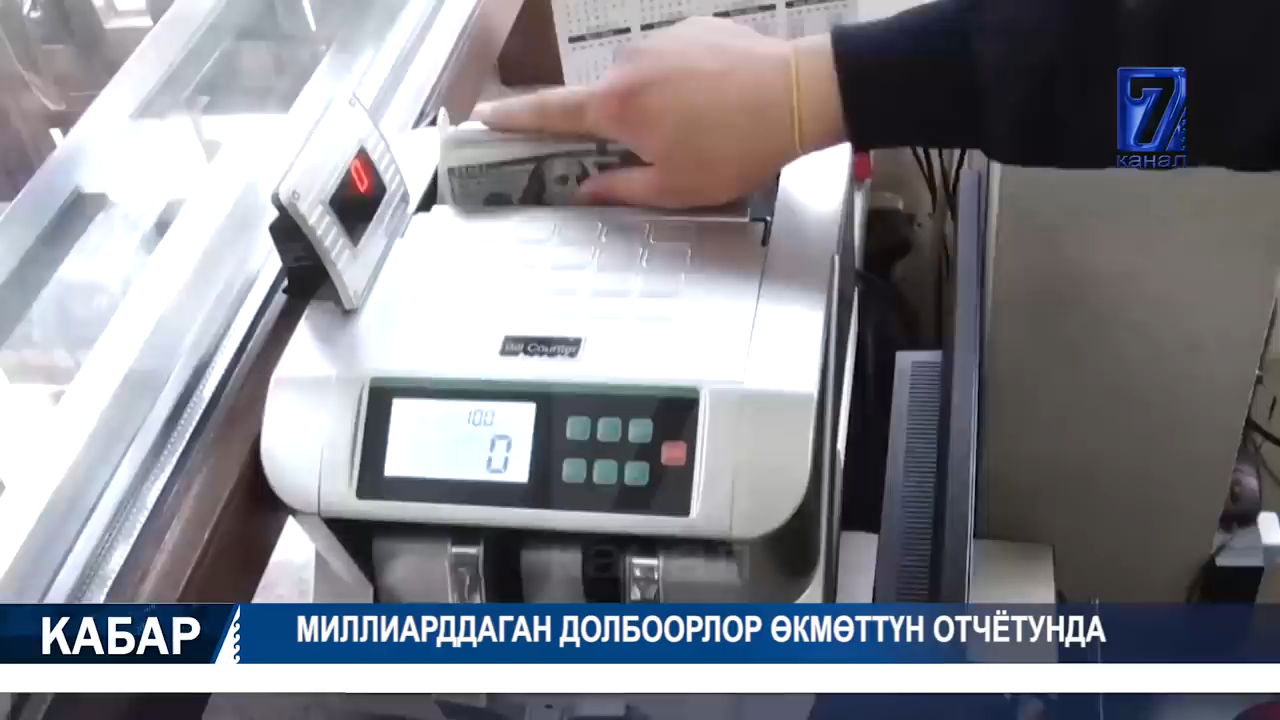 7
канал
0
Bill Counter
100
0
КАБАР
МИЛЛИАРДДАГАН ДОЛБООРЛОР ӨКМӨТТҮН ОТЧЁТУНДА